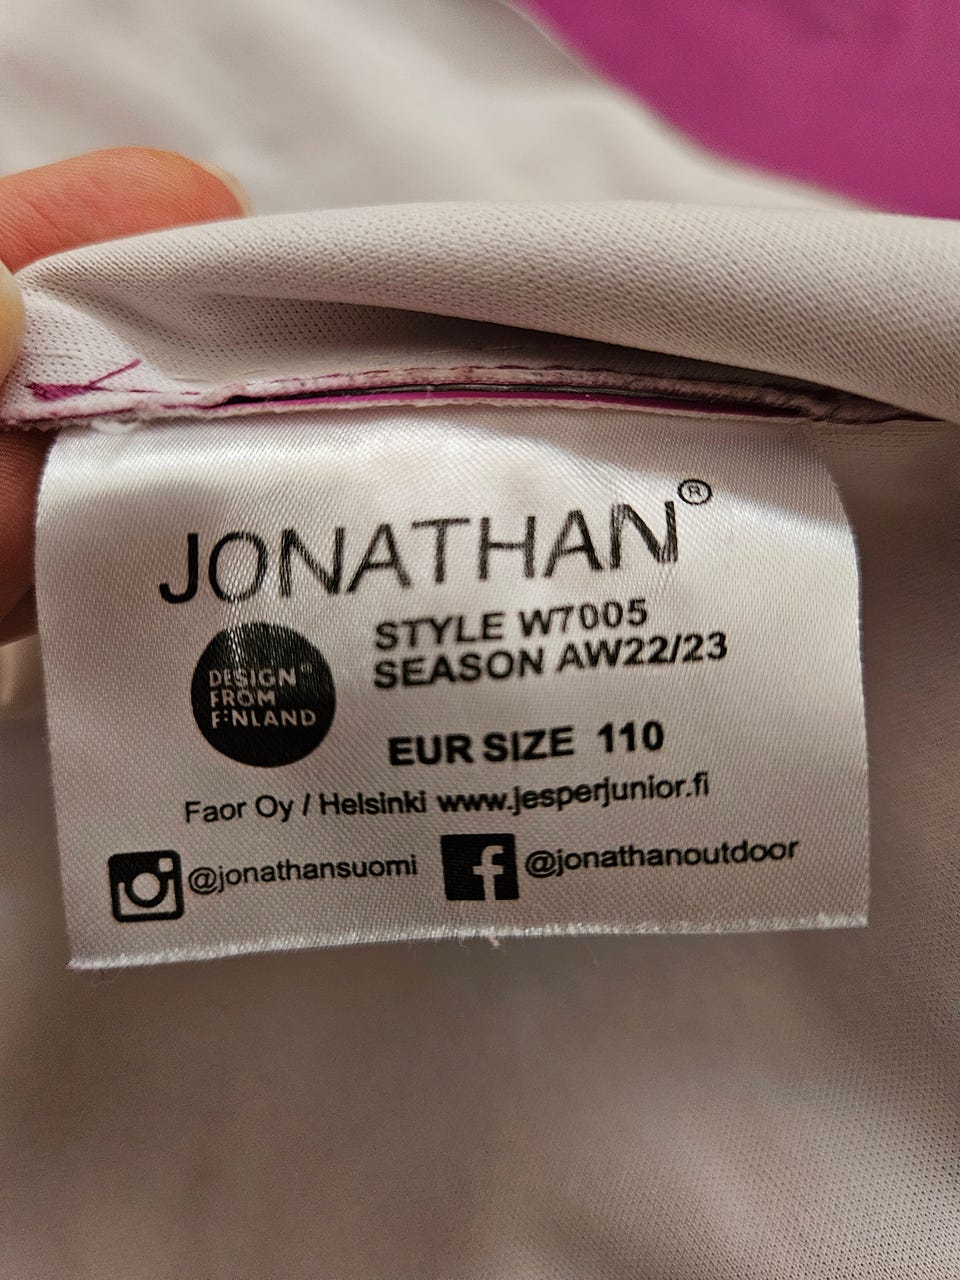 JONATHAN®
STYLE W7005
SEASON AW22/23
DESIGN
FROM
FINLAND
EUR SIZE 110
Faor Oy / Helsinki www.jesperjunior.fi
@jonathansuomi @jonathanoutdoor